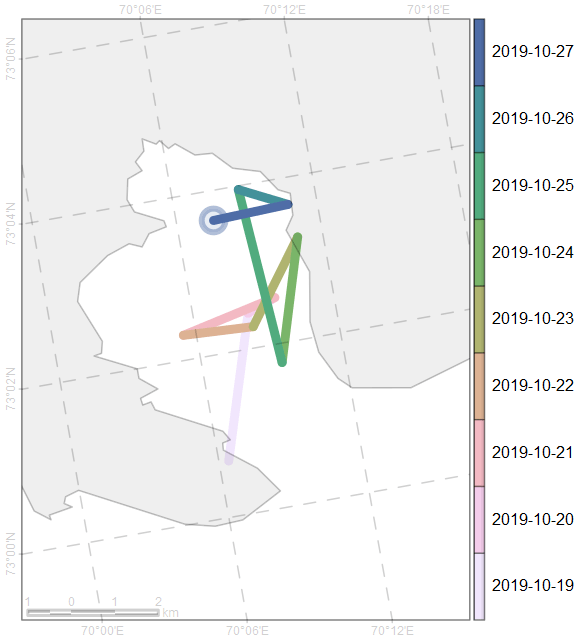 70°06'E 70°12'E 70°18'E
73°06'N
73°04'N
73°02'N
73°00'N
2019-10-27
2019-10-26
2019-10-25
2019-10-24
2019-10-23
2019-10-22
2019-10-21
2019-10-20
2019-10-19
1 0 1 2
km
70°00'E 70°06'E 70°12'E